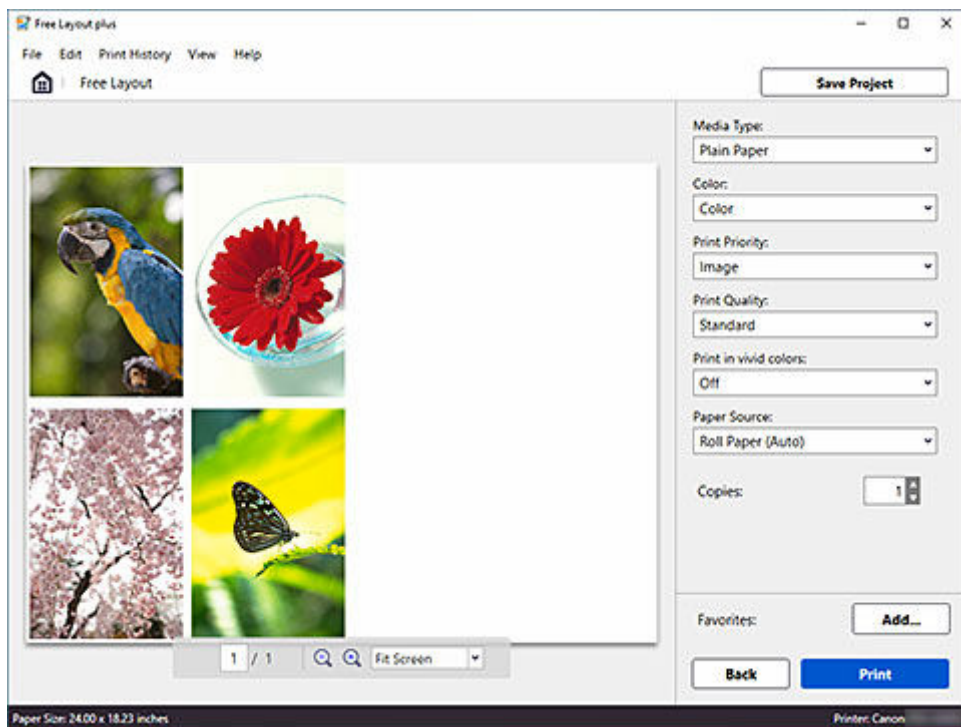 Free Layout plus
File Edit Print History View Help
Free Layout
Save Project
Media Type:
Plain Paper
Color:
Color
Print Priority:
Image
Print Quality:
Standard
Print in vivid colors:
Off
Paper Source:
Roll Paper (Auto)
Copies: 1
Favorites: Add...
1 / 1 Fit Screen
Back Print
Paper Size: 24.00 x 18.23 inches Printer: Canon